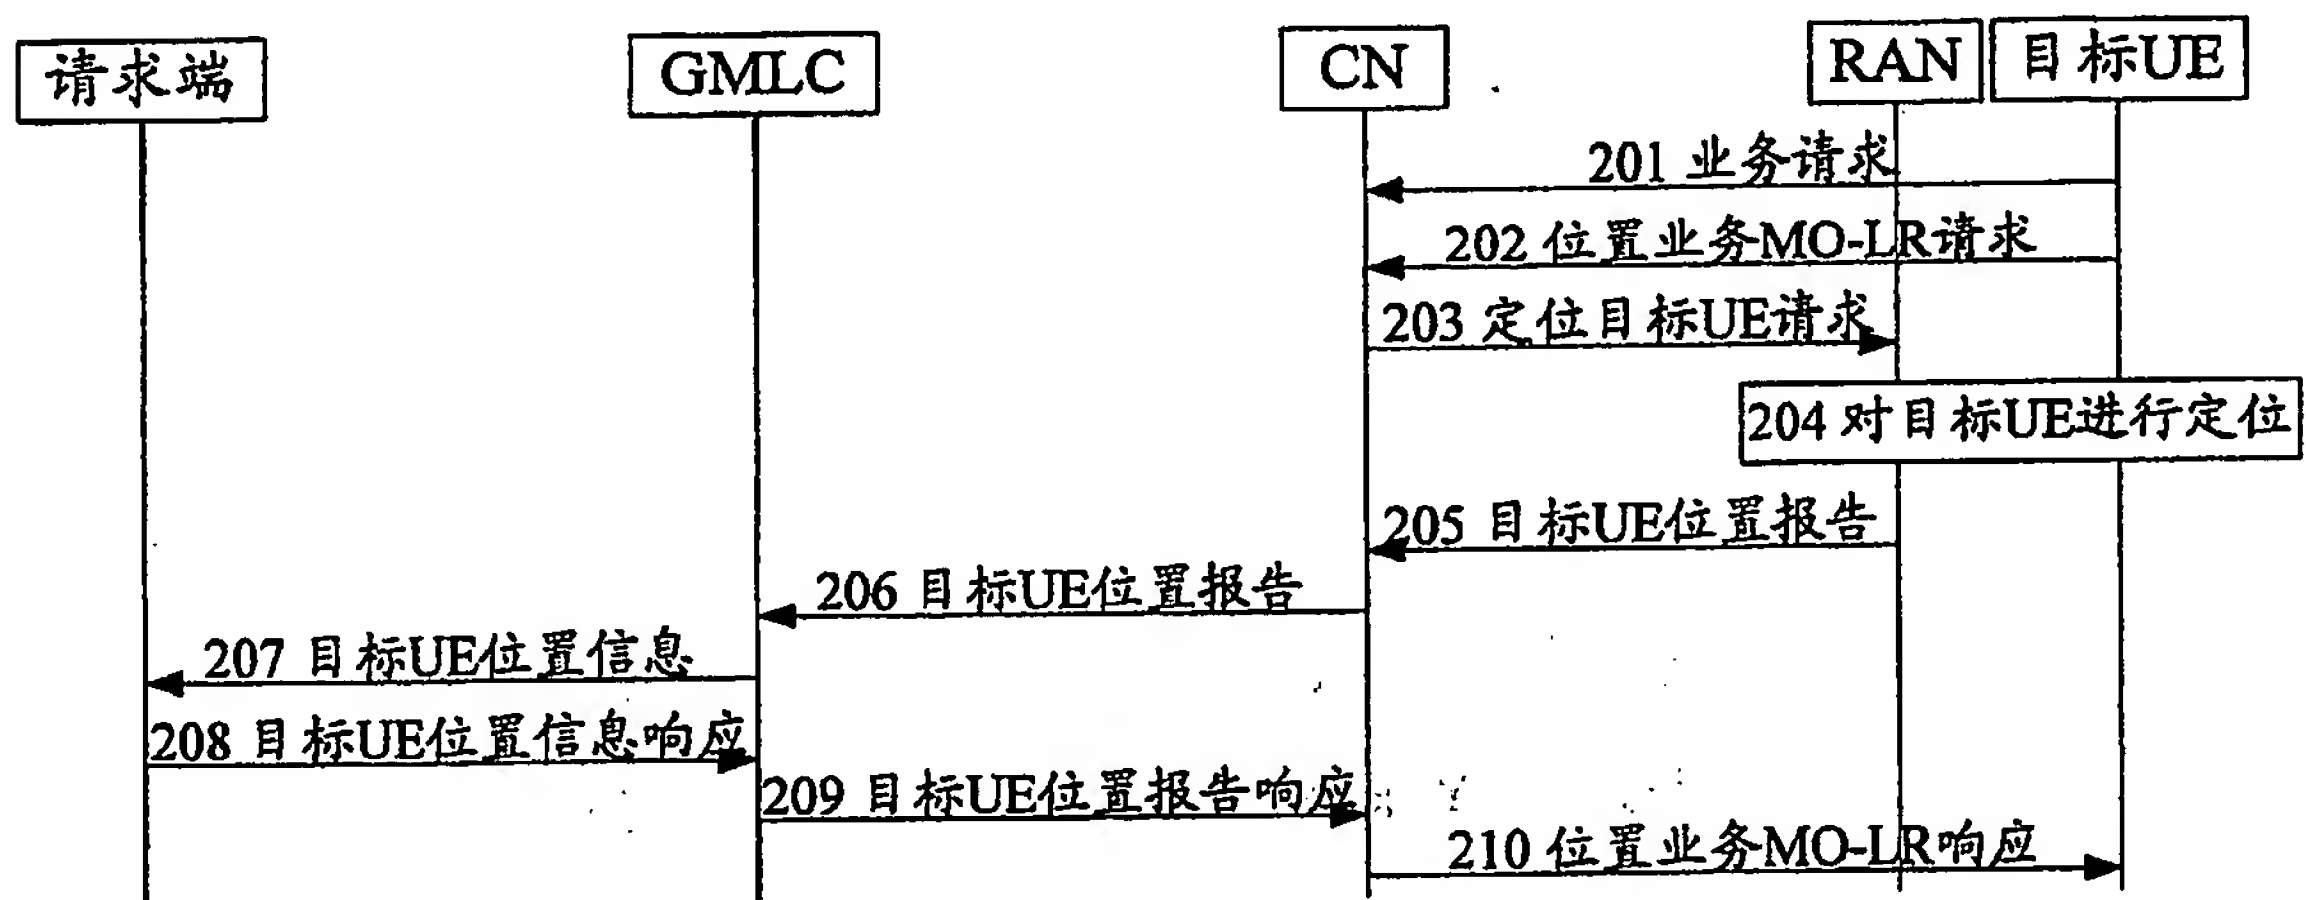 请求端
GMLC
CN
RAN
目标UE
201 业务请求
202 位置业务MO-LR请求
203 定位目标UE请求
204 对目标UE进行定位
205 目标UE位置报告
206 目标UE位置报告
207 目标UE位置信息
208 目标UE位置信息响应
209 目标UE位置报告响应
210 位置业务MO-LR响应